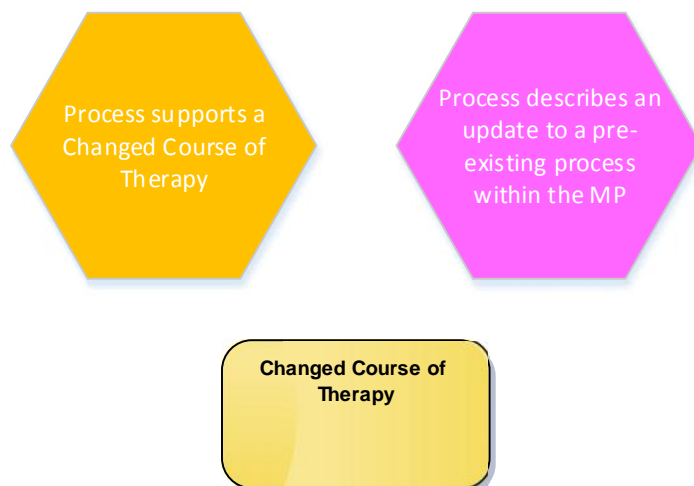 Process supports a
Changed Course of
Therapy
Process describes an
update to a pre-
existing process
within the MP
Changed Course of
Therapy